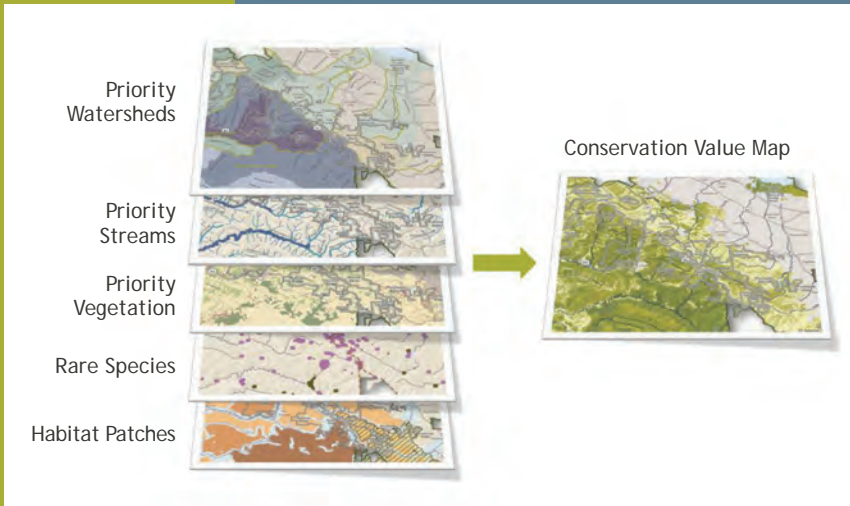 Priority
Watersheds
Conservation Value Map
Priority
Streams
Priority
Vegetation
Rare Species
Habitat Patches